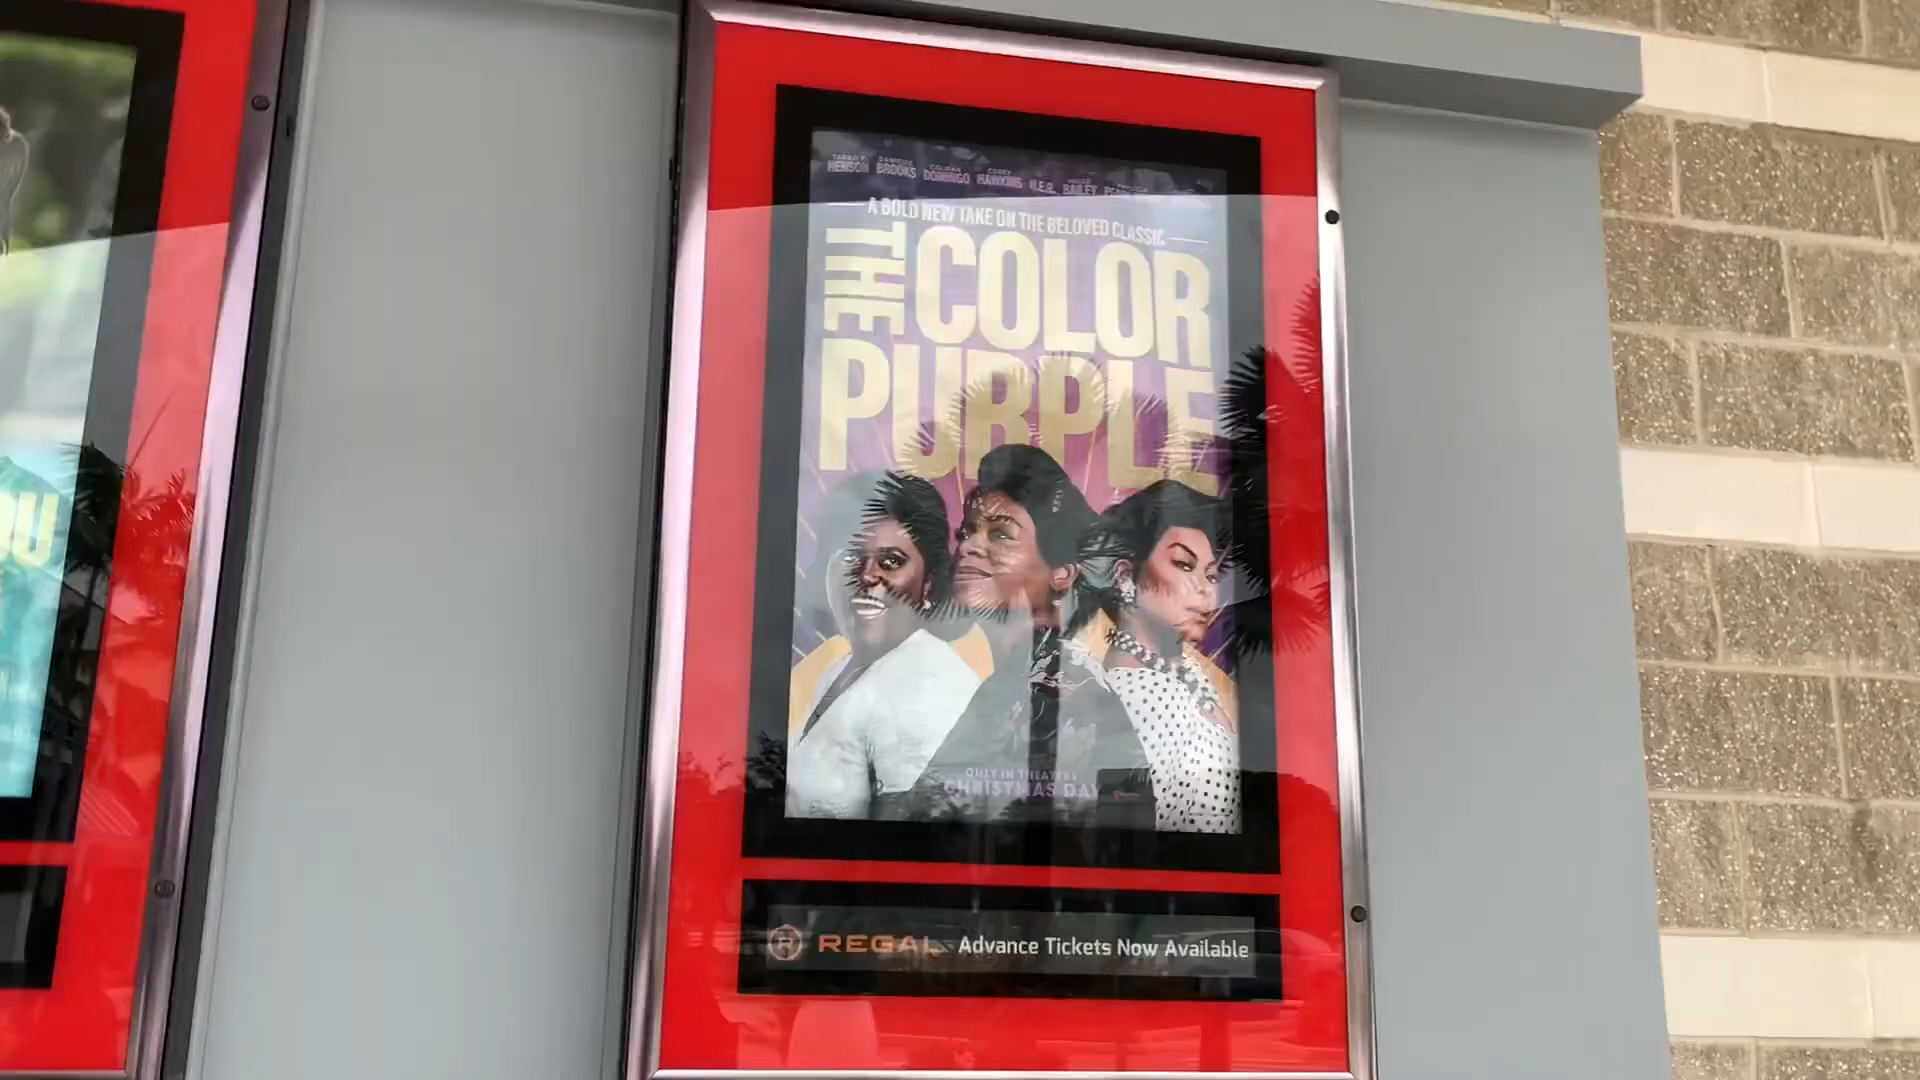 OU
TARAJI P. HENSON DANIELLE BROOKS COLMAN DOMINGO COREY HAWKINS H.E.R. HALLE BAILEY
A BOLD NEW TAKE ON THE BELOVED CLASSIC
THE COLOR
PURPLE
ONLY IN THEATERS
CHRISTMAS DAY
REGAL Advance Tickets Now Available